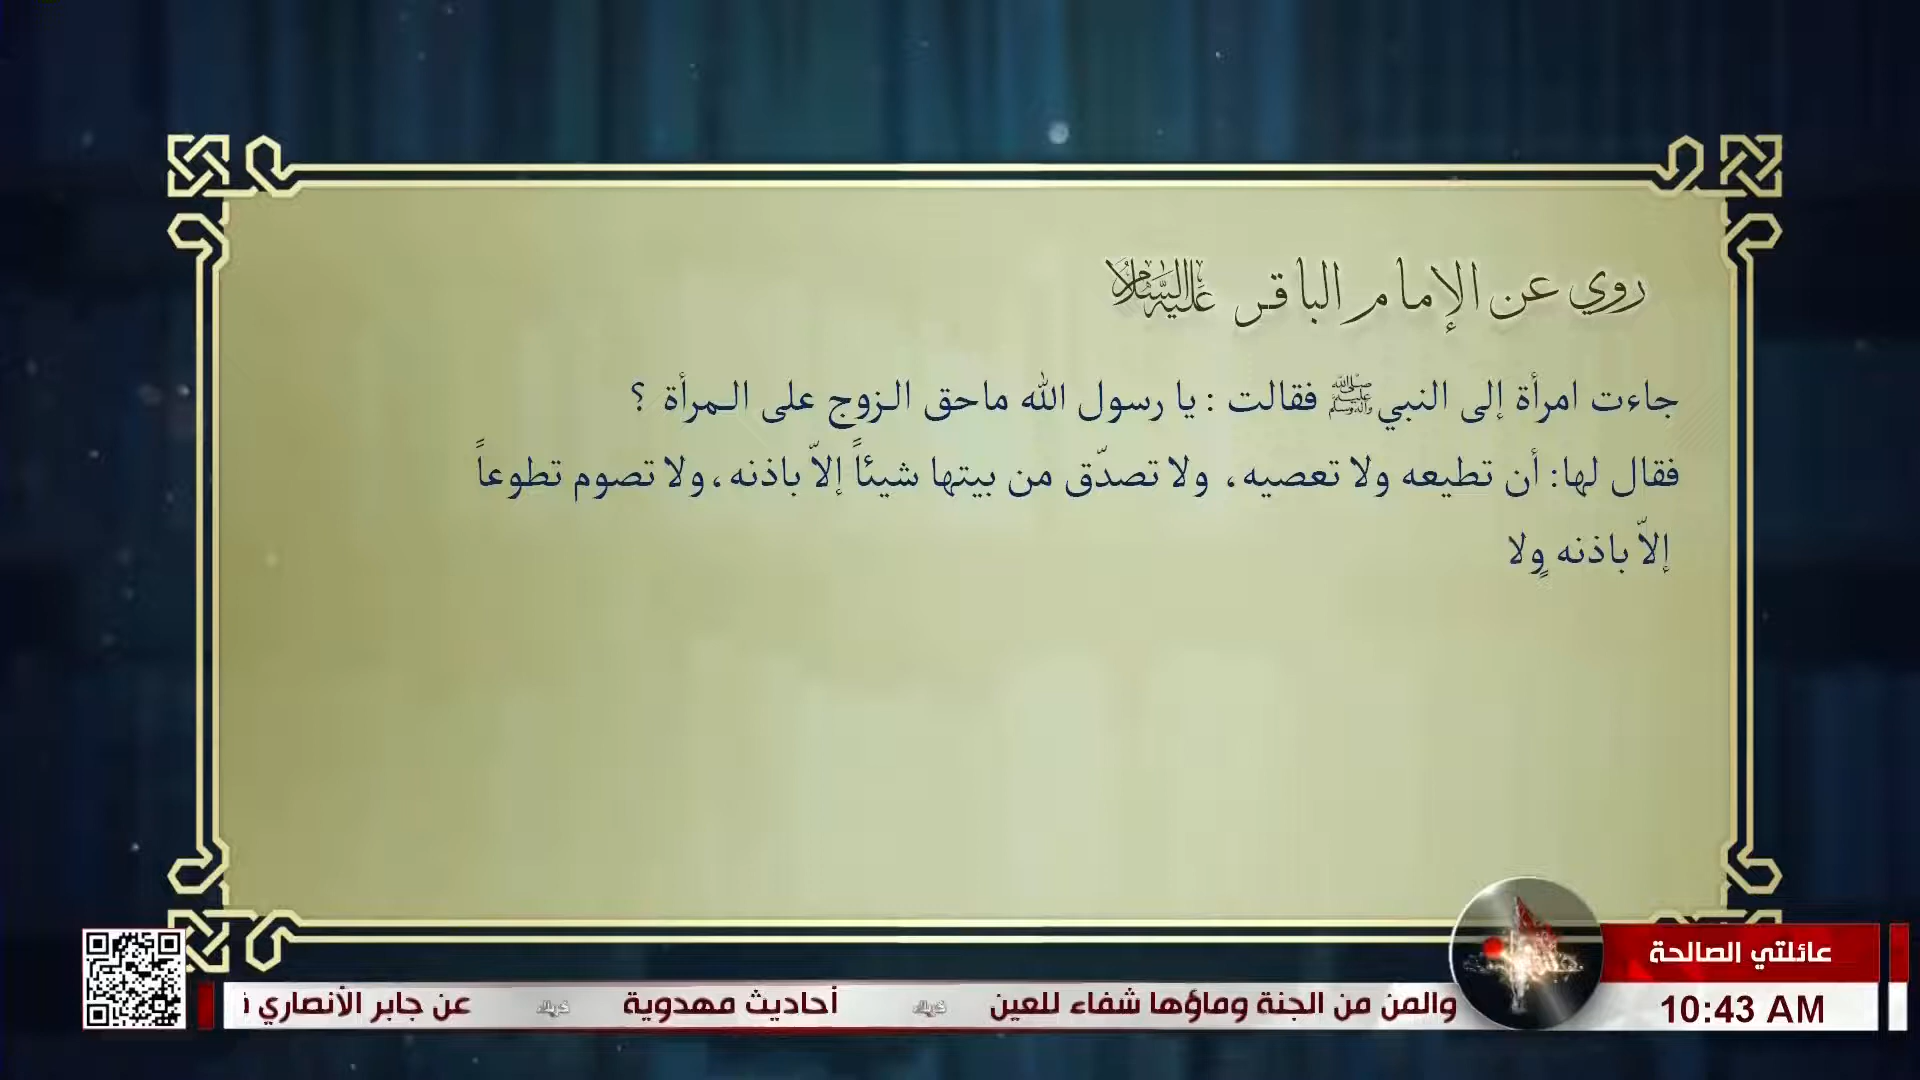 روي عن الإمام الباقر عليه السلام
جاءت امرأة إلى النبي ﷺ فقالت : يا رسول الله ماحق الـزوج على الـمرأة ؟
فقال لها: أن تطيعه ولا تعصيه، ولا تصدّق من بيتها شيئاً إلاّ باذنه، ولا تصوم تطوعاً
إلاّ باذنه ولا
عائلتي الصالحة
10:43 AM
والمن من الجنة وماؤها شفاء للعين
أحاديث مهدوية
عن جابر الأنصاري